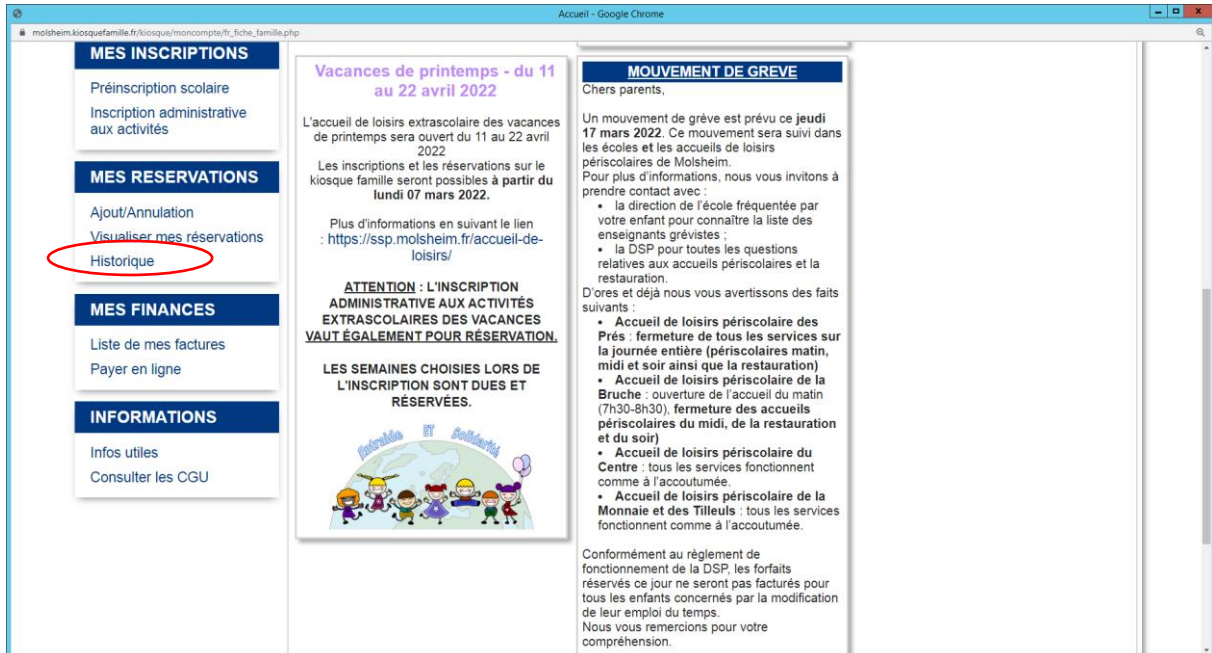 Accueil - Google Chrome
molsheim.kiosquefamille.fr/kiosque/moncompte/fr_fiche_famille.php
MES INSCRIPTIONS
Préinscription scolaire
Inscription administrative
aux activités
MES RESERVATIONS
Ajout/Annulation
Visualiser mes réservations
Historique
MES FINANCES
Liste de mes factures
Payer en ligne
INFORMATIONS
Infos utiles
Consulter les CGU
Vacances de printemps - du 11
au 22 avril 2022
L'accueil de loisirs extrascolaire des vacances
de printemps sera ouvert du 11 au 22 avril
2022
Les inscriptions et les réservations sur le
kiosque famille seront possibles à partir du
lundi 07 mars 2022.
Plus d'informations en suivant le lien
: https://ssp.molsheim.fr/accueil-de-
loisirs/
ATTENTION : L'INSCRIPTION
ADMINISTRATIVE AUX ACTIVITÉS
EXTRASCOLAIRES DES VACANCES
VAUT ÉGALEMENT POUR RÉSERVATION.
LES SEMAINES CHOISIES LORS DE
L'INSCRIPTION SONT DUES ET
RÉSERVÉES.
Entraide ET Solidarité
MOUVEMENT DE GREVE
Chers parents,
Un mouvement de grève est prévu ce jeudi
17 mars 2022. Ce mouvement sera suivi dans
les écoles et les accueils de loisirs
périscolaires de Molsheim.
Pour plus d'informations, nous vous invitons à
prendre contact avec :
• la direction de l'école fréquentée par
votre enfant pour connaître la liste des
enseignants grévistes ;
• la DSP pour toutes les questions
relatives aux accueils périscolaires et la
restauration.
D'ores et déjà nous vous avertissons des faits
suivants :
• Accueil de loisirs périscolaire des
Prés : fermeture de tous les services sur
la journée entière (périscolaires matin,
midi et soir ainsi que la restauration)
• Accueil de loisirs périscolaire de la
Bruche : ouverture de l'accueil du matin
(7h30-8h30), fermeture des accueils
périscolaires du midi, de la restauration
et du soir)
• Accueil de loisirs périscolaire du
Centre : tous les services fonctionnent
comme à l'accoutumée.
• Accueil de loisirs périscolaire de la
Monnaie et des Tilleuls : tous les services
fonctionnent comme à l'accoutumée.
Conformément au règlement de
fonctionnement de la DSP, les forfaits
réservés ce jour ne seront pas facturés pour
tous les enfants concernés par la modification
de leur emploi du temps.
Nous vous remercions pour votre
compréhension.